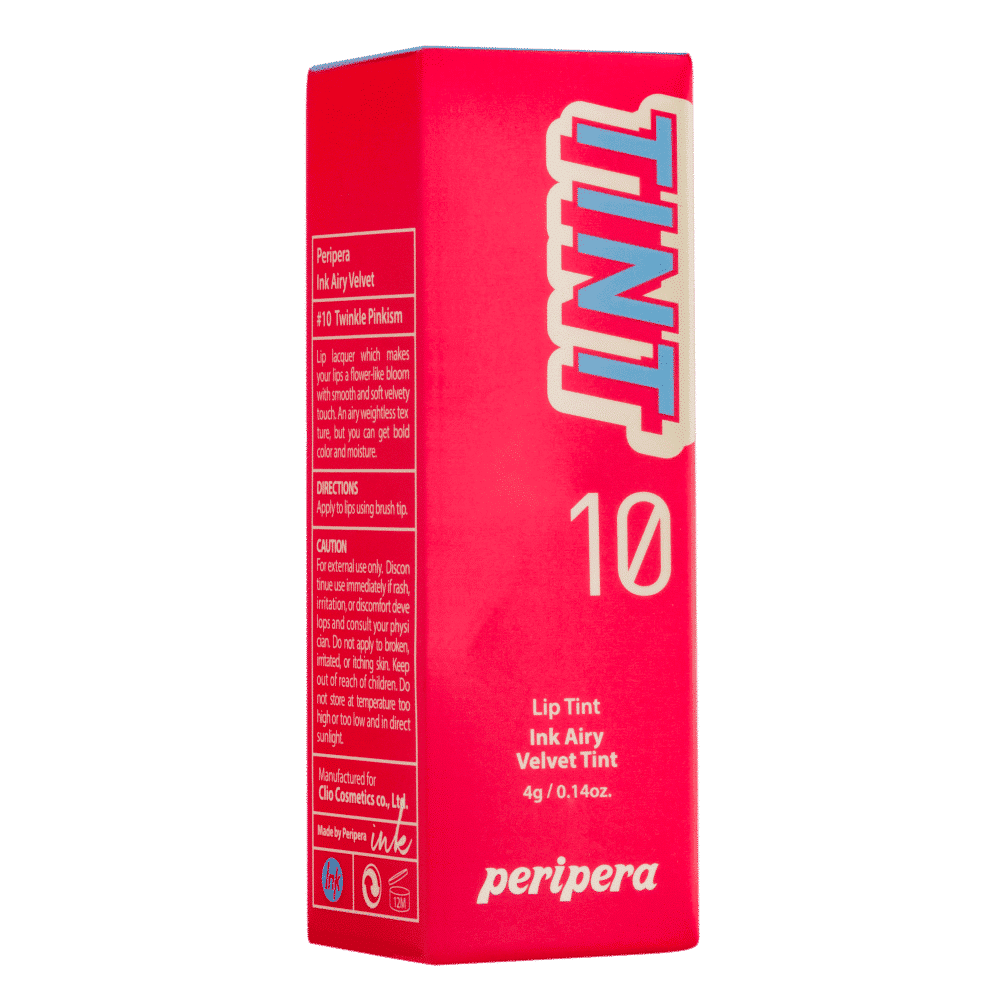 Peripera
Ink Airy Velvet
#10 Twinkle Pinkism
Lip lacquer which makes
your lips a flower-like bloom
with smooth and soft velvety
touch. An airy weightless tex
ture, but you can get bold
color and moisture.
DIRECTIONS
Apply to lips using brush tip.
CAUTION
For external use only. Discon
tinue use immediately if rash,
irritation, or discomfort deve
lops and consult your physi
cian. Do not apply to broken,
irritated, or itching skin. Keep
out of reach of children. Do
not store at temperature too
high or too low and in direct
sunlight.
Manufactured for
Clio Cosmetics co., Ltd.
Made by Peripera ink
ink
12M
TINT
10
Lip Tint
Ink Airy
Velvet Tint
4g / 0.14oz.
peripera